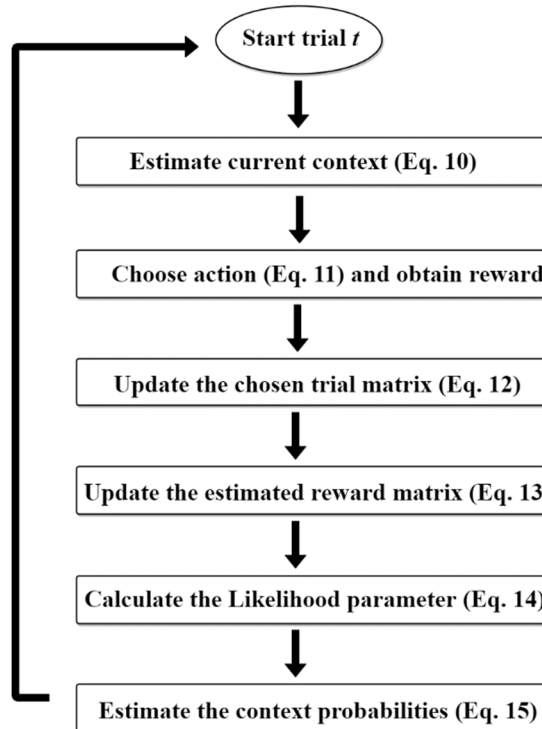 Start trial t
Estimate current context (Eq. 10)
Choose action (Eq. 11) and obtain reward
Update the chosen trial matrix (Eq. 12)
Update the estimated reward matrix (Eq. 13
Calculate the Likelihood parameter (Eq. 14)
Estimate the context probabilities (Eq. 15)